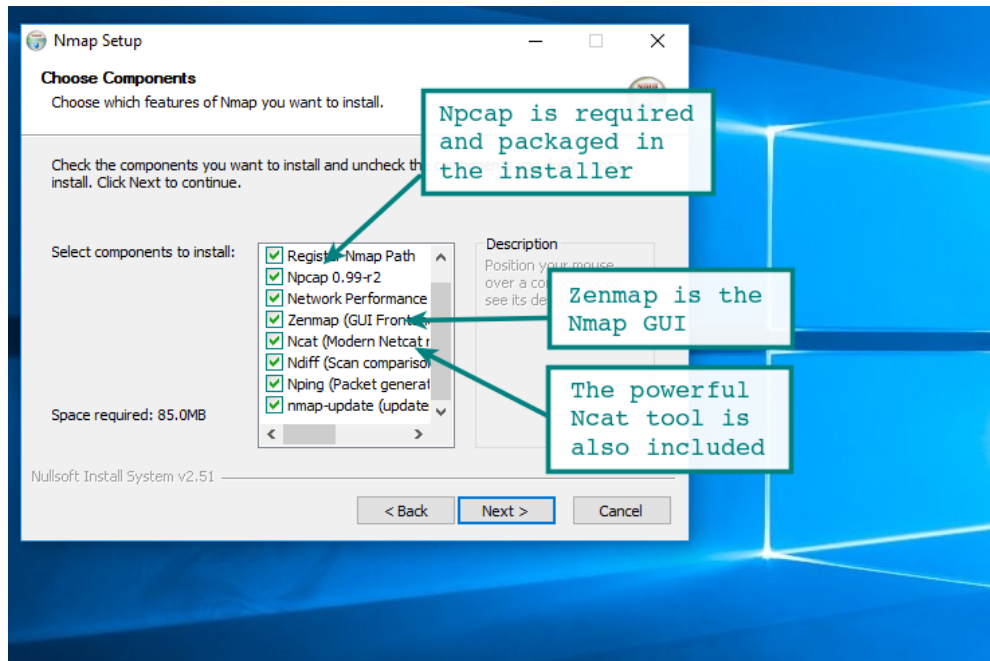 Nmap Setup
Choose Components
Choose which features of Nmap you want to install.
Npcap is required
and packaged in
the installer
Check the components you want to install and uncheck th
install. Click Next to continue.
Select components to install:
Register Nmap Path
Npcap 0.99-r2
Network Performance
Zenmap (GUI Fronten
Ncat (Modern Netcat r
Ndiff (Scan comparison
Nping (Packet generat
nmap-update (update
Description
Position your mouse
over a co
see its de
Zenmap is the
Nmap GUI
The powerful
Ncat tool is
also included
Space required: 85.0MB
Nullsoft Install System v2.51
< Back
Next >
Cancel